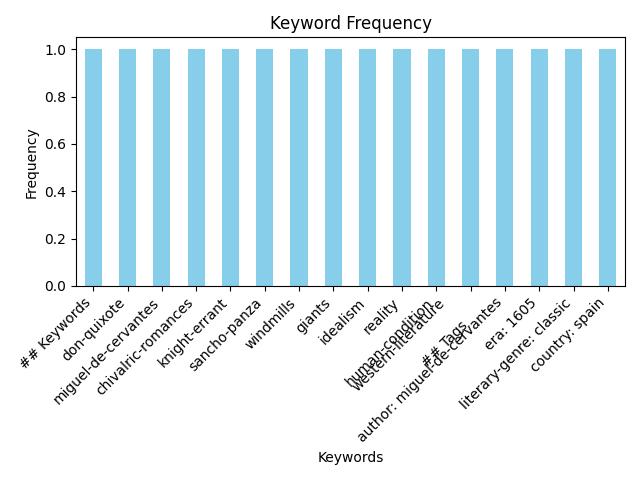 Keyword Frequency
Frequency
1.0
0.8
0.6
0.4
0.2
0.0
## Keywords
don-quixote
miguel-de-cervantes
chivalric-romances
knight-errant
sancho-panza
windmills
giants
idealism
reality
human-condition
western-literature
## Tags
author: miguel-de-cervantes
era: 1605
literary-genre: classic
country: spain
Keywords